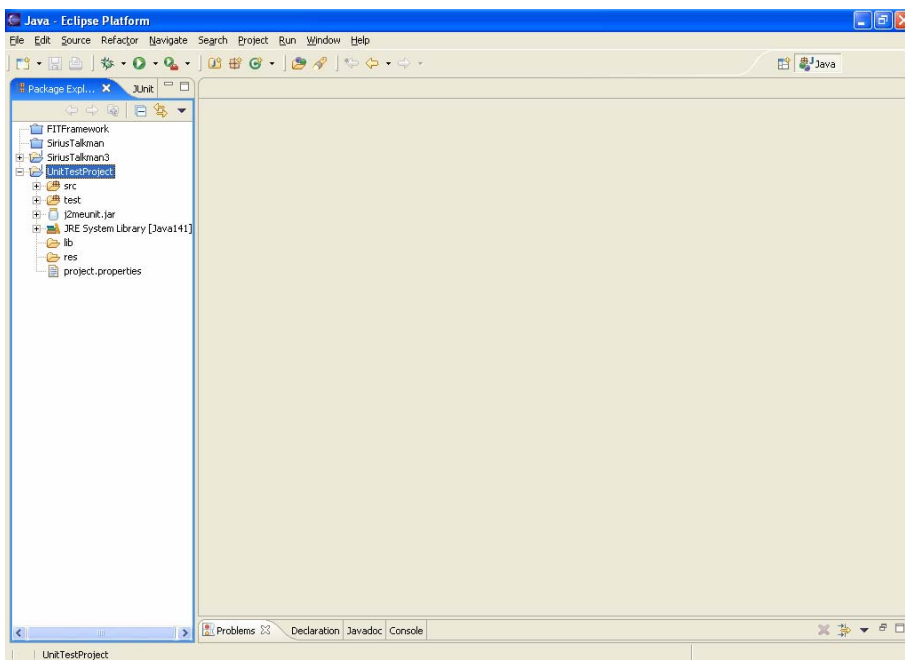 Java - Eclipse Platform
File Edit Source Refactor Navigate Search Project Run Window Help
Java
Package Expl... JUnit
FITFramework
SiriusTalkman
SiriusTalkman3
UnitTestProject
src
test
j2meunit.jar
JRE System Library [Java141]
lib
res
project.properties
Problems Declaration Javadoc Console
UnitTestProject